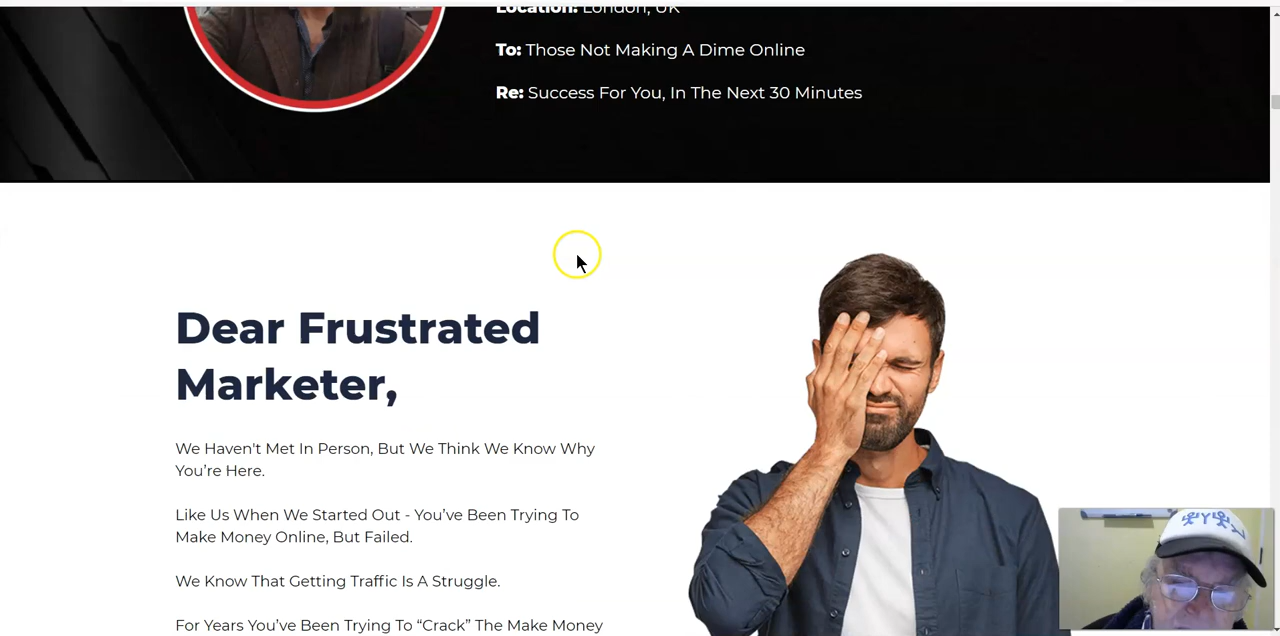 Location: London, UK
To: Those Not Making A Dime Online
Re: Success For You, In The Next 30 Minutes
Dear Frustrated
Marketer,
We Haven't Met In Person, But We Think We Know Why
You’re Here.
Like Us When We Started Out - You’ve Been Trying To
Make Money Online, But Failed.
We Know That Getting Traffic Is A Struggle.
For Years You’ve Been Trying To “Crack” The Make Money